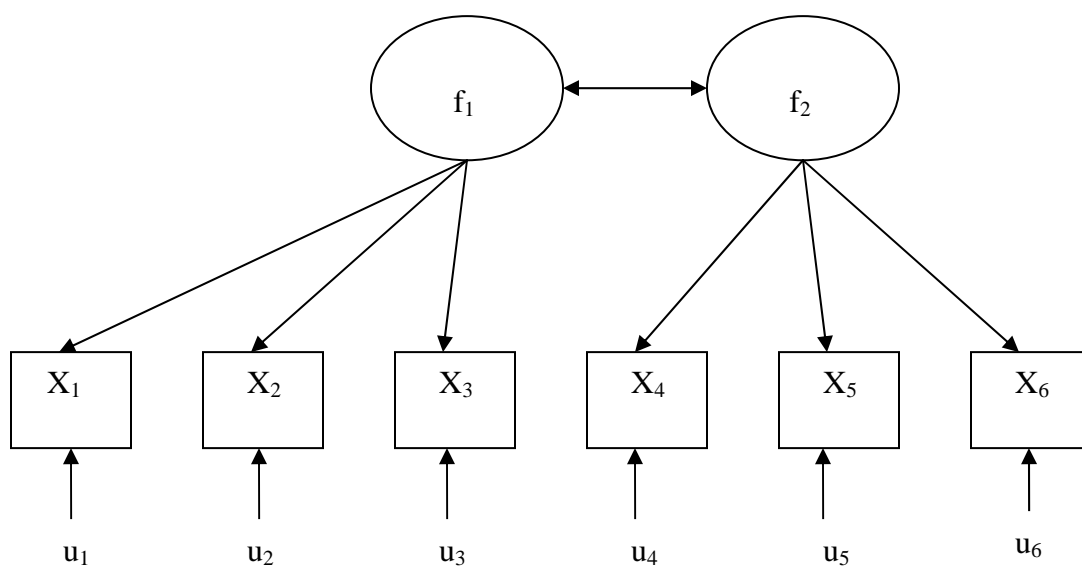 f₁ f₂
X₁ X₂ X₃ X₄ X₅ X₆
u₁ u₂ u₃ u₄ u₅ u₆